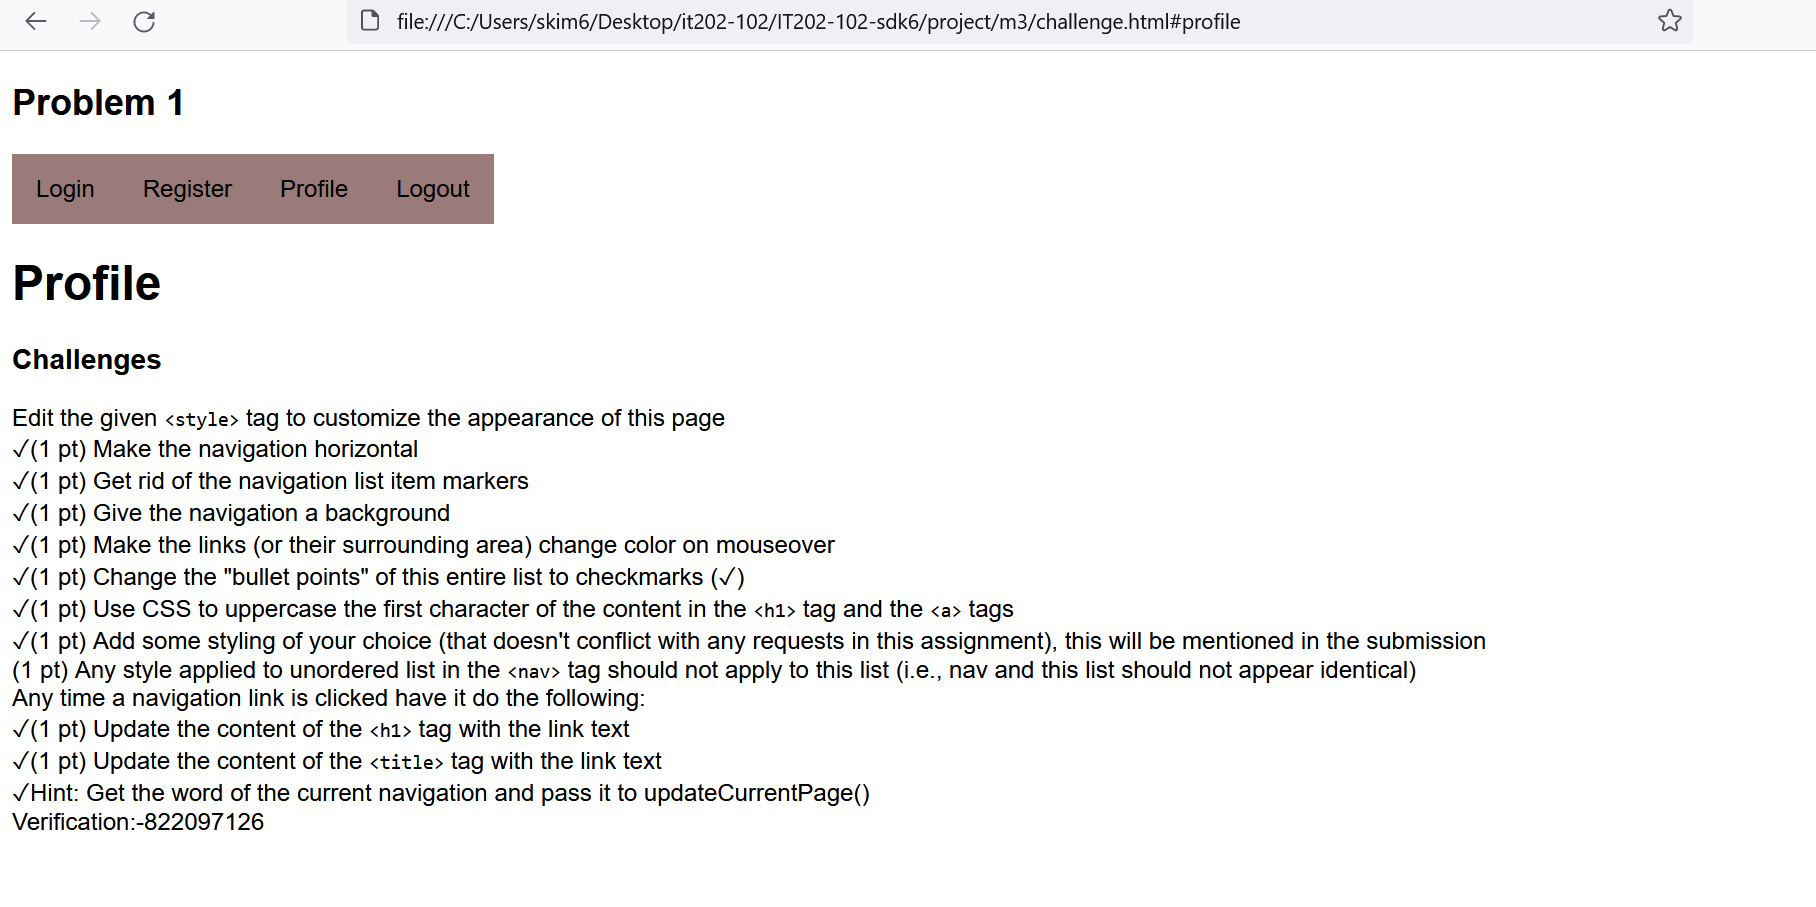 file:///C:/Users/skim6/Desktop/it202-102/IT202-102-sdk6/project/m3/challenge.html#profile
Problem 1
Login Register Profile Logout
Profile
Challenges
Edit the given <style> tag to customize the appearance of this page
✓(1 pt) Make the navigation horizontal
✓(1 pt) Get rid of the navigation list item markers
✓(1 pt) Give the navigation a background
✓(1 pt) Make the links (or their surrounding area) change color on mouseover
✓(1 pt) Change the "bullet points" of this entire list to checkmarks (✓)
✓(1 pt) Use CSS to uppercase the first character of the content in the <h1> tag and the <a> tags
✓(1 pt) Add some styling of your choice (that doesn't conflict with any requests in this assignment), this will be mentioned in the submission
(1 pt) Any style applied to unordered list in the <nav> tag should not apply to this list (i.e., nav and this list should not appear identical)
Any time a navigation link is clicked have it do the following:
✓(1 pt) Update the content of the <h1> tag with the link text
✓(1 pt) Update the content of the <title> tag with the link text
✓Hint: Get the word of the current navigation and pass it to updateCurrentPage()
Verification:-822097126